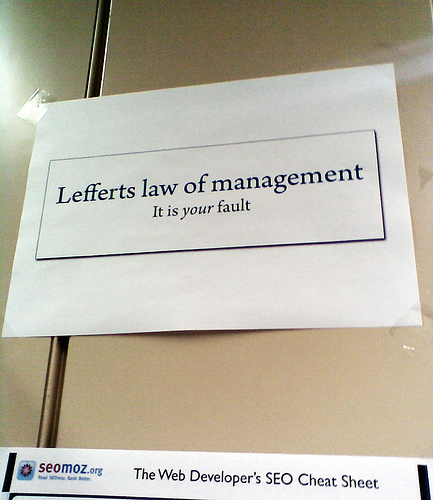 Lefferts law of management
It is your fault
seomoz.org
The Web Developer's SEO Cheat Sheet